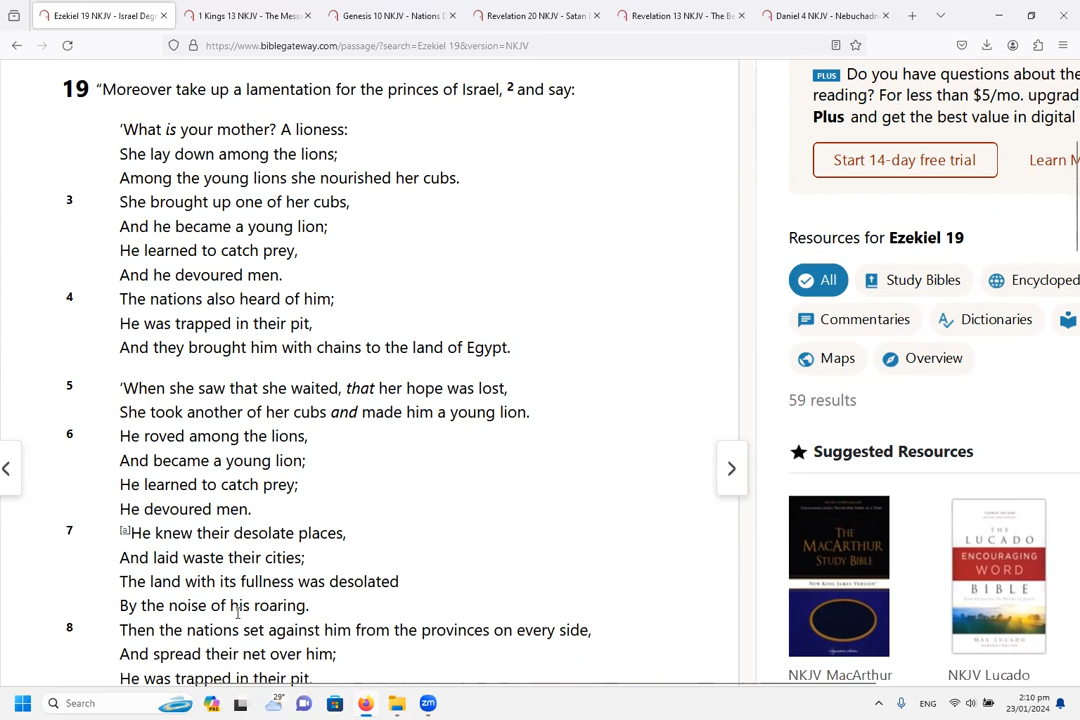 Ezekiel 19 NKJV - Israel Deg
1 Kings 13 NKJV - The Messa
Genesis 10 NKJV - Nations D
Revelation 20 NKJV - Satan B
Revelation 13 NKJV - The Be
Daniel 4 NKJV - Nebuchadn
https://www.biblegateway.com/passage/?search=Ezekiel 19&version=NKJV
19 “Moreover take up a lamentation for the princes of Israel, 2 and say:
‘What is your mother? A lioness:
She lay down among the lions;
Among the young lions she nourished her cubs.
3 She brought up one of her cubs,
And he became a young lion;
He learned to catch prey,
And he devoured men.
4 The nations also heard of him;
He was trapped in their pit,
And they brought him with chains to the land of Egypt.
5 ‘When she saw that she waited, that her hope was lost,
She took another of her cubs and made him a young lion.
6 He roved among the lions,
And became a young lion;
He learned to catch prey;
He devoured men.
7 [a]He knew their desolate places,
And laid waste their cities;
The land with its fullness was desolated
By the noise of his roaring.
8 Then the nations set against him from the provinces on every side,
And spread their net over him;
He was trapped in their pit.
PLUS Do you have questions about the
reading? For less than $5/mo. upgrad
Plus and get the best value in digital
Start 14-day free trial
Learn M
Resources for Ezekiel 19
All
Study Bibles
Encycloped
Commentaries
Dictionaries
Maps
Overview
59 results
Suggested Resources
THE
MACARTHUR
STUDY BIBLE
NEW KING JAMES VERSION
THE
LUCADO
ENCOURAGING
WORD
BIBLE
MAX LUCADO
NKJV MacArthur
NKJV Lucado
Search
29°
ENG
2:10 pm
23/01/2024